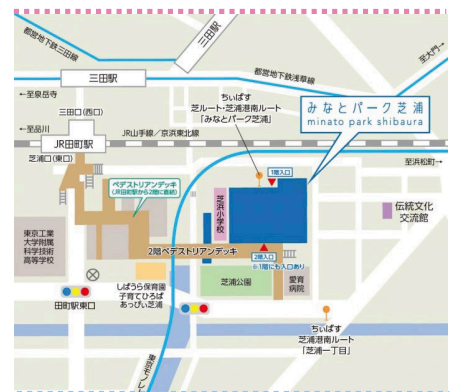 三田駅
都営地下鉄三田線
至大門→
三田駅
都営地下鉄浅草線
←至泉岳寺
ちぃばす
芝ルート・芝浦港南ルート
「みなとパーク芝浦」
みなとパーク芝浦
minato park shibaura
三田口(西口)
←至品川
JR山手線／京浜東北線
JR田町駅
芝浦口(東口)
至浜松町→
1階入口
ペデストリアンデッキ
(JR田町駅から2階に直結)
芝浜小学校
伝統文化
交流館
東京工業
大学附属
科学技術
高等学校
2階ペデストリアンデッキ
2階入口
※1階にも入口あり
しばうら保育園
子育てひろば
あっぴぃ芝浦
芝浦公園
愛育
病院
田町駅東口
ちぃばす
芝浦港南ルート
「芝浦一丁目」
東京モノレール